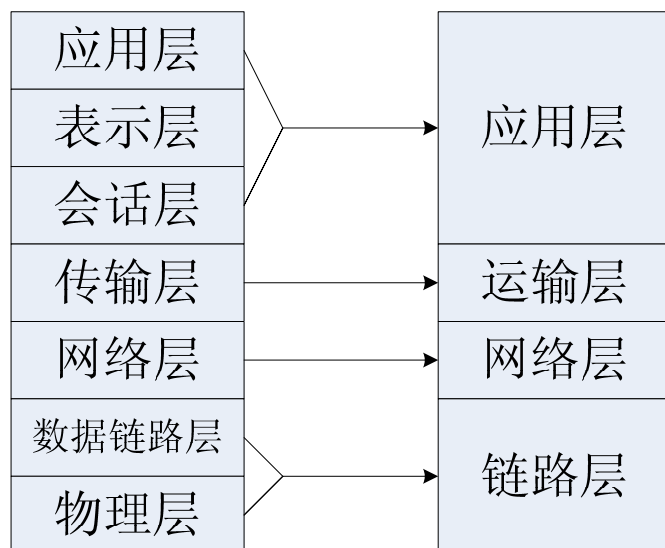 应用层
表示层
会话层
传输层
网络层
数据链路层
物理层
应用层
运输层
网络层
链路层